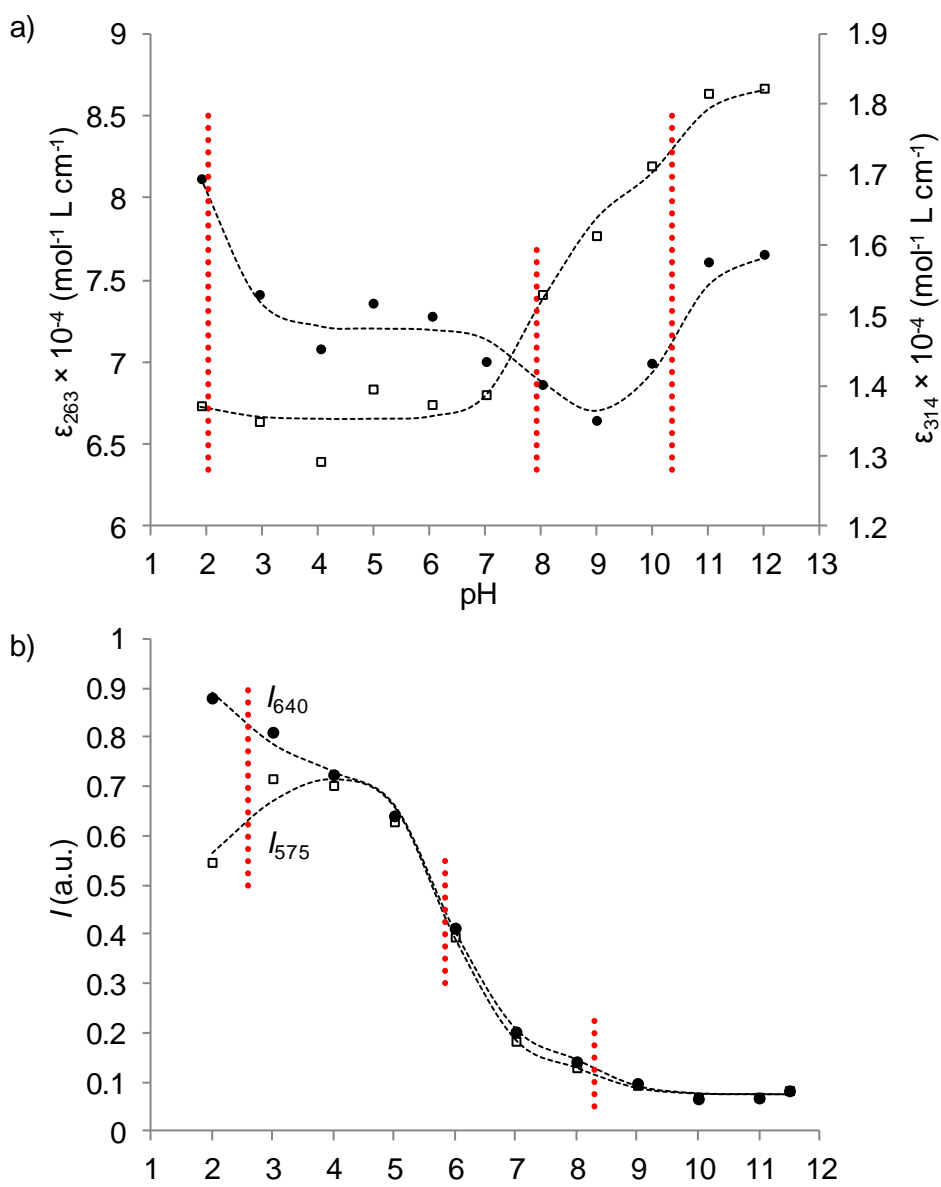 a)
ε263 × 10-4 (mol-1 L cm-1)
9
8.5
8
7.5
7
6.5
6
1.9
1.8
1.7
1.6
1.5
1.4
1.3
1.2
ε314 × 10-4 (mol-1 L cm-1)
1 2 3 4 5 6 7 8 9 10 11 12 13
pH
b)
I (a.u.)
1
0.9
0.8
0.7
0.6
0.5
0.4
0.3
0.2
0.1
0
I640
I575
1 2 3 4 5 6 7 8 9 10 11 12